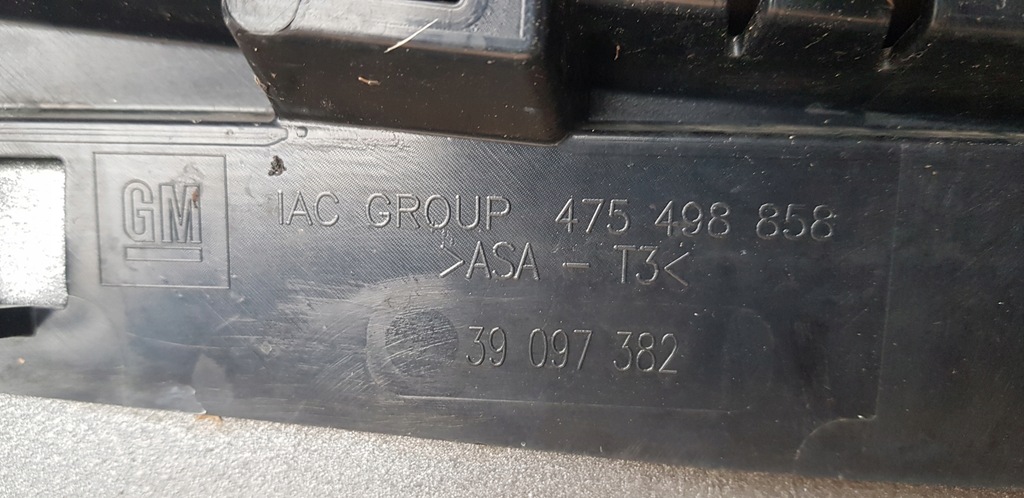 GM
IAC GROUP 475 498 858
>ASA - T3<
39 097 382